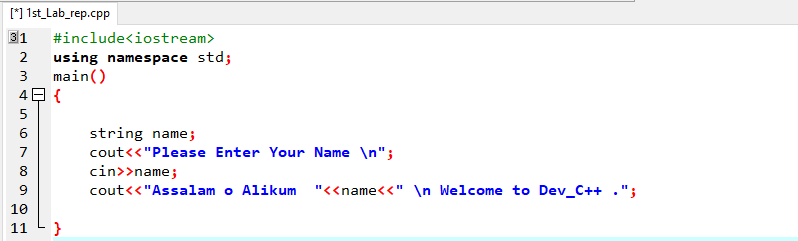 [*] 1st_Lab_rep.cpp
1 #include<iostream>
2 using namespace std;
3 main()
4 {
5
6 string name;
7 cout<<"Please Enter Your Name \n";
8 cin>>name;
9 cout<<"Assalam o Alikum  "<<name<<" \n Welcome to Dev_C++ .";
10
11 }